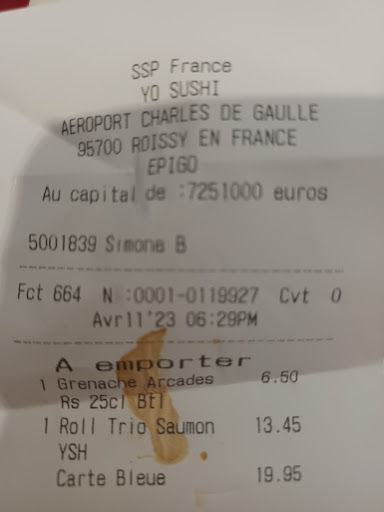 SSP France
YO SUSHI
AEROPORT CHARLES DE GAULLE
95700 ROISSY EN FRANCE
EPIGO
Au capital de :7251000 euros
5001839 Simone B
Fct 664 N :0001-0119927 Cvt 0
Avr11'23 06:29PM
A emporter
1 Grenache Arcades 6.50
Rs 25cl Btl
1 Roll Trio Saumon 13.45
YSH
Carte Bleue 19.95